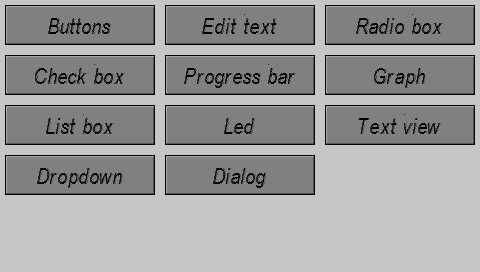 Buttons
Edit text
Radio box
Check box
Progress bar
Graph
List box
Led
Text view
Dropdown
Dialog